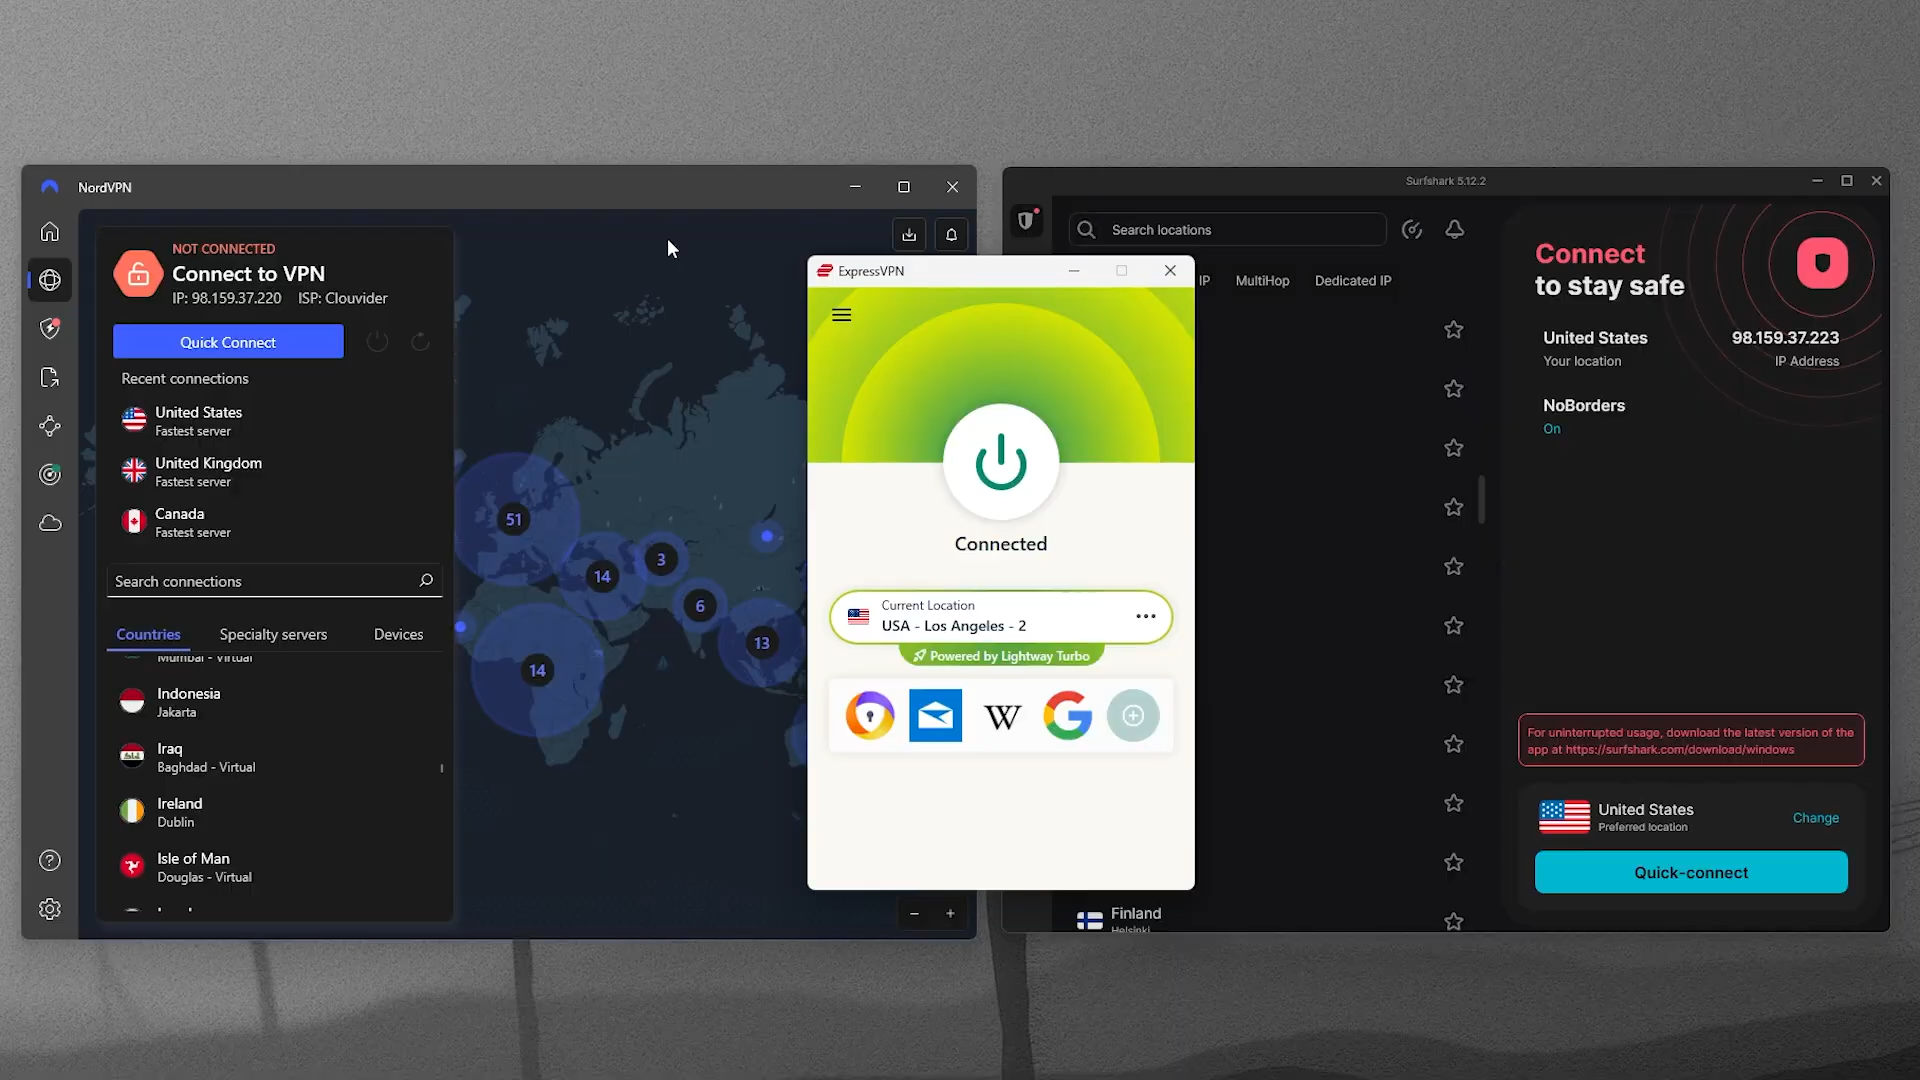 NordVPN
NOT CONNECTED
Connect to VPN
IP: 98.159.37.220 ISP: Clouvider
Quick Connect
Recent connections
United States
Fastest server
United Kingdom
Fastest server
Canada
Fastest server
Search connections
Countries Specialty servers Devices
Mumbai - Virtual
Indonesia
Jakarta
Iraq
Baghdad - Virtual
Ireland
Dublin
Isle of Man
Douglas - Virtual
51
14
3
6
13
14
ExpressVPN
Connected
Current Location
USA - Los Angeles - 2
Powered by Lightway Turbo
W
G
Surfshark 5.12.2
Search locations
IP MultiHop Dedicated IP
Finland
Helsinki
Connect
to stay safe
United States 98.159.37.223
Your location IP Address
NoBorders
On
For uninterrupted usage, download the latest version of the
app at https://surfshark.com/download/windows
United States
Preferred location
Change
Quick-connect